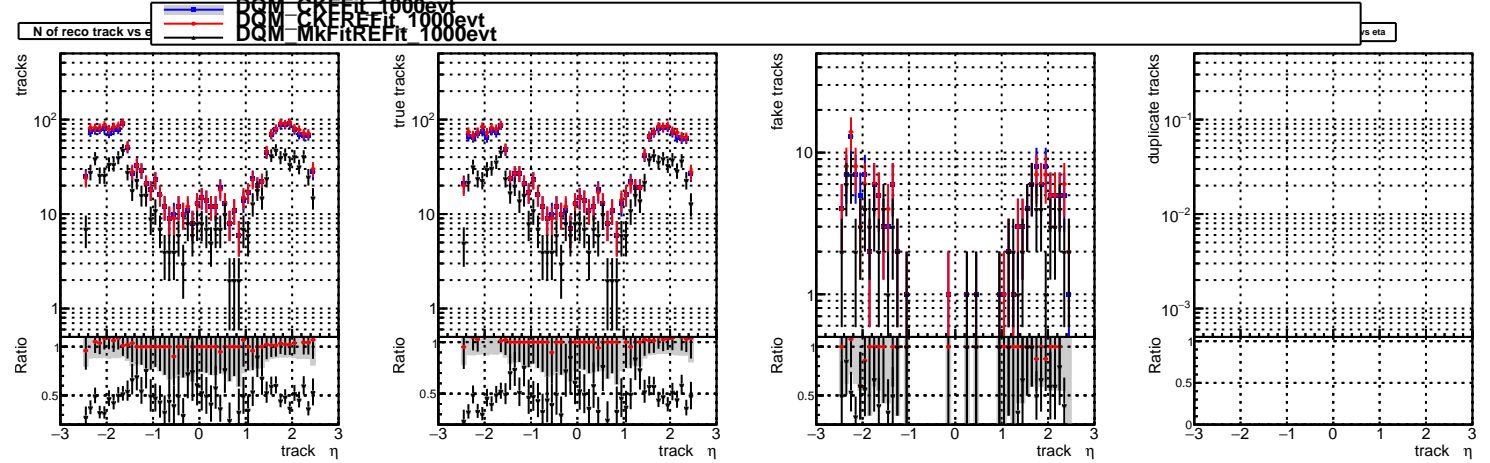 DQM_CKFFit_1000evt
DQM_CKFREFit_1000evt
DQM_MkFitREFit_1000evt
N of reco track vs e
vs eta
tracks
10²
10
1
Ratio
1
0.5
−3 −2 −1 0 1 2 3
track η
true tracks
10²
10
1
Ratio
1
0.5
−3 −2 −1 0 1 2 3
track η
fake tracks
10
1
Ratio
1
0.5
−3 −2 −1 0 1 2 3
track η
duplicate tracks
10⁻¹
10⁻²
10⁻³
Ratio
1
0.5
0
−3 −2 −1 0 1 2 3
track η